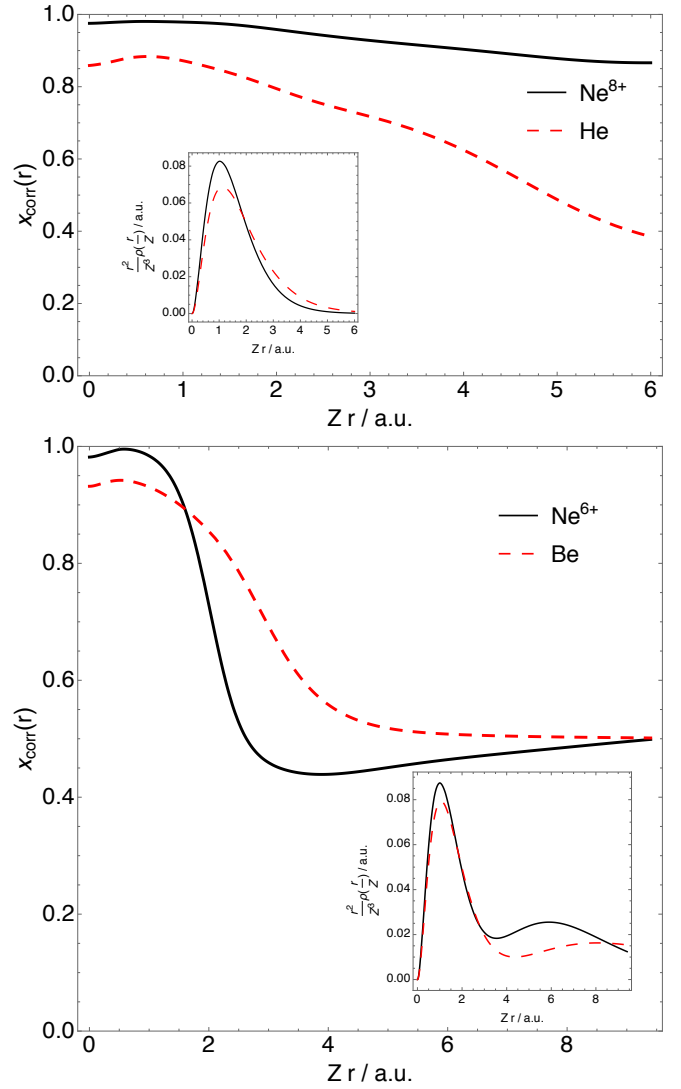 1.0
0.8
0.6
0.4
0.2
0.0
x_corr(r)
Ne⁸⁺
He
0.08
0.06
0.04
0.02
0.00
r²/Z³ ρ(r/Z) / a.u.
0 1 2 3 4 5 6
Z r / a.u.
0 1 2 3 4 5 6
Z r / a.u.
1.0
0.8
0.6
0.4
0.2
0.0
x_corr(r)
Ne⁶⁺
Be
0.08
0.06
0.04
0.02
0.00
r²/Z³ ρ(r/Z) / a.u.
0 2 4 6 8
Z r / a.u.
0 2 4 6 8
Z r / a.u.